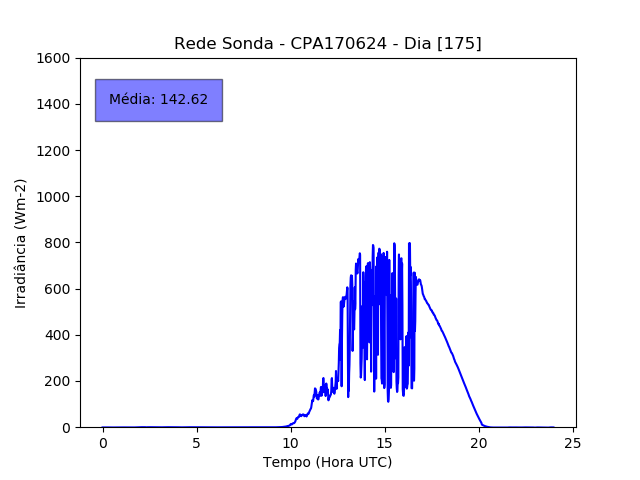 Rede Sonda - CPA170624 - Dia [175]
1600
1400
1200
1000
800
600
400
200
0
Média: 142.62
Irradiância (Wm-2)
0 5 10 15 20 25
Tempo (Hora UTC)